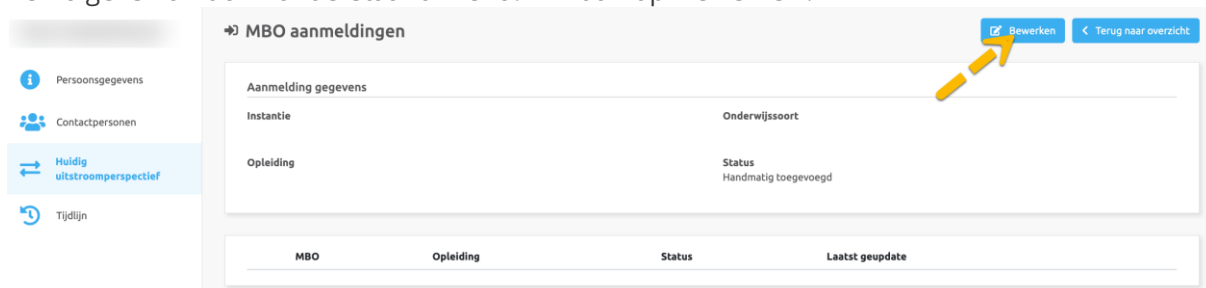 MBO aanmeldingen
Bewerken
Terug naar overzicht
Persoonsgegevens
Contactpersonen
Huidig
uitstroomperspectief
Tijdlijn
Aanmelding gegevens
Instantie
Onderwijssoort
Opleiding
Status
Handmatig toegevoegd
MBO Opleiding Status Laatst geupdate